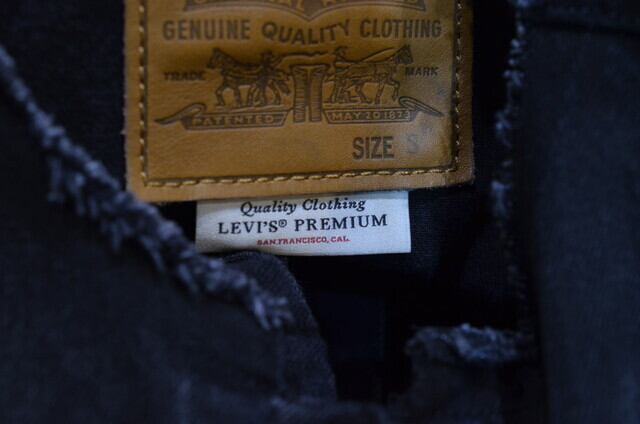 GENUINE QUALITY CLOTHING
TRADE MARK
PATENTED MAY 20 1873
SIZE S
Quality Clothing
LEVI'S® PREMIUM
SAN FRANCISCO, CAL.